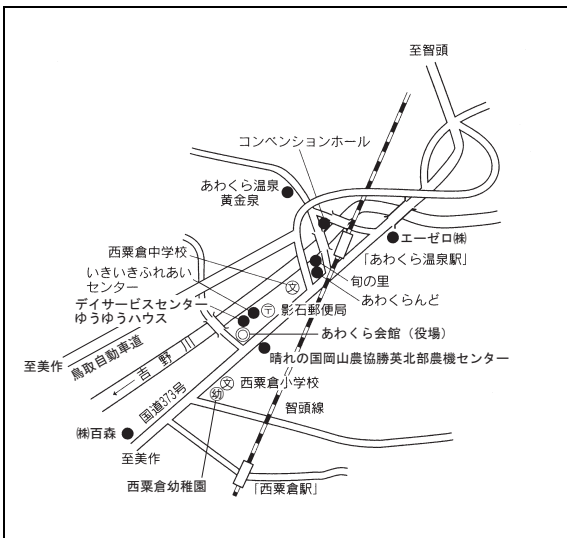 至智頭
コンベンションホール
あわくら温泉
黄金泉
エーゼロ㈱
西粟倉中学校
「あわくら温泉駅」
いきいきふれあい
センター
文
旬の里
デイサービスセンター
ゆうゆうハウス
〒
影石郵便局
あわくらんど
あわくら会館（役場）
至美作
鳥取自動車道
吉野川
晴れの国岡山農協勝英北部農機センター
国道373号
文
西粟倉小学校
幼
智頭線
㈱百森
至美作
西粟倉幼稚園
「西粟倉駅」